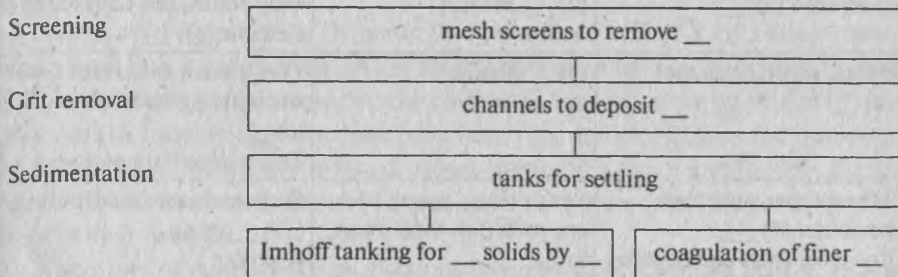 Screening
mesh screens to remove __
Grit removal
channels to deposit __
Sedimentation
tanks for settling
Imhoff tanking for __ solids by __
coagulation of finer __